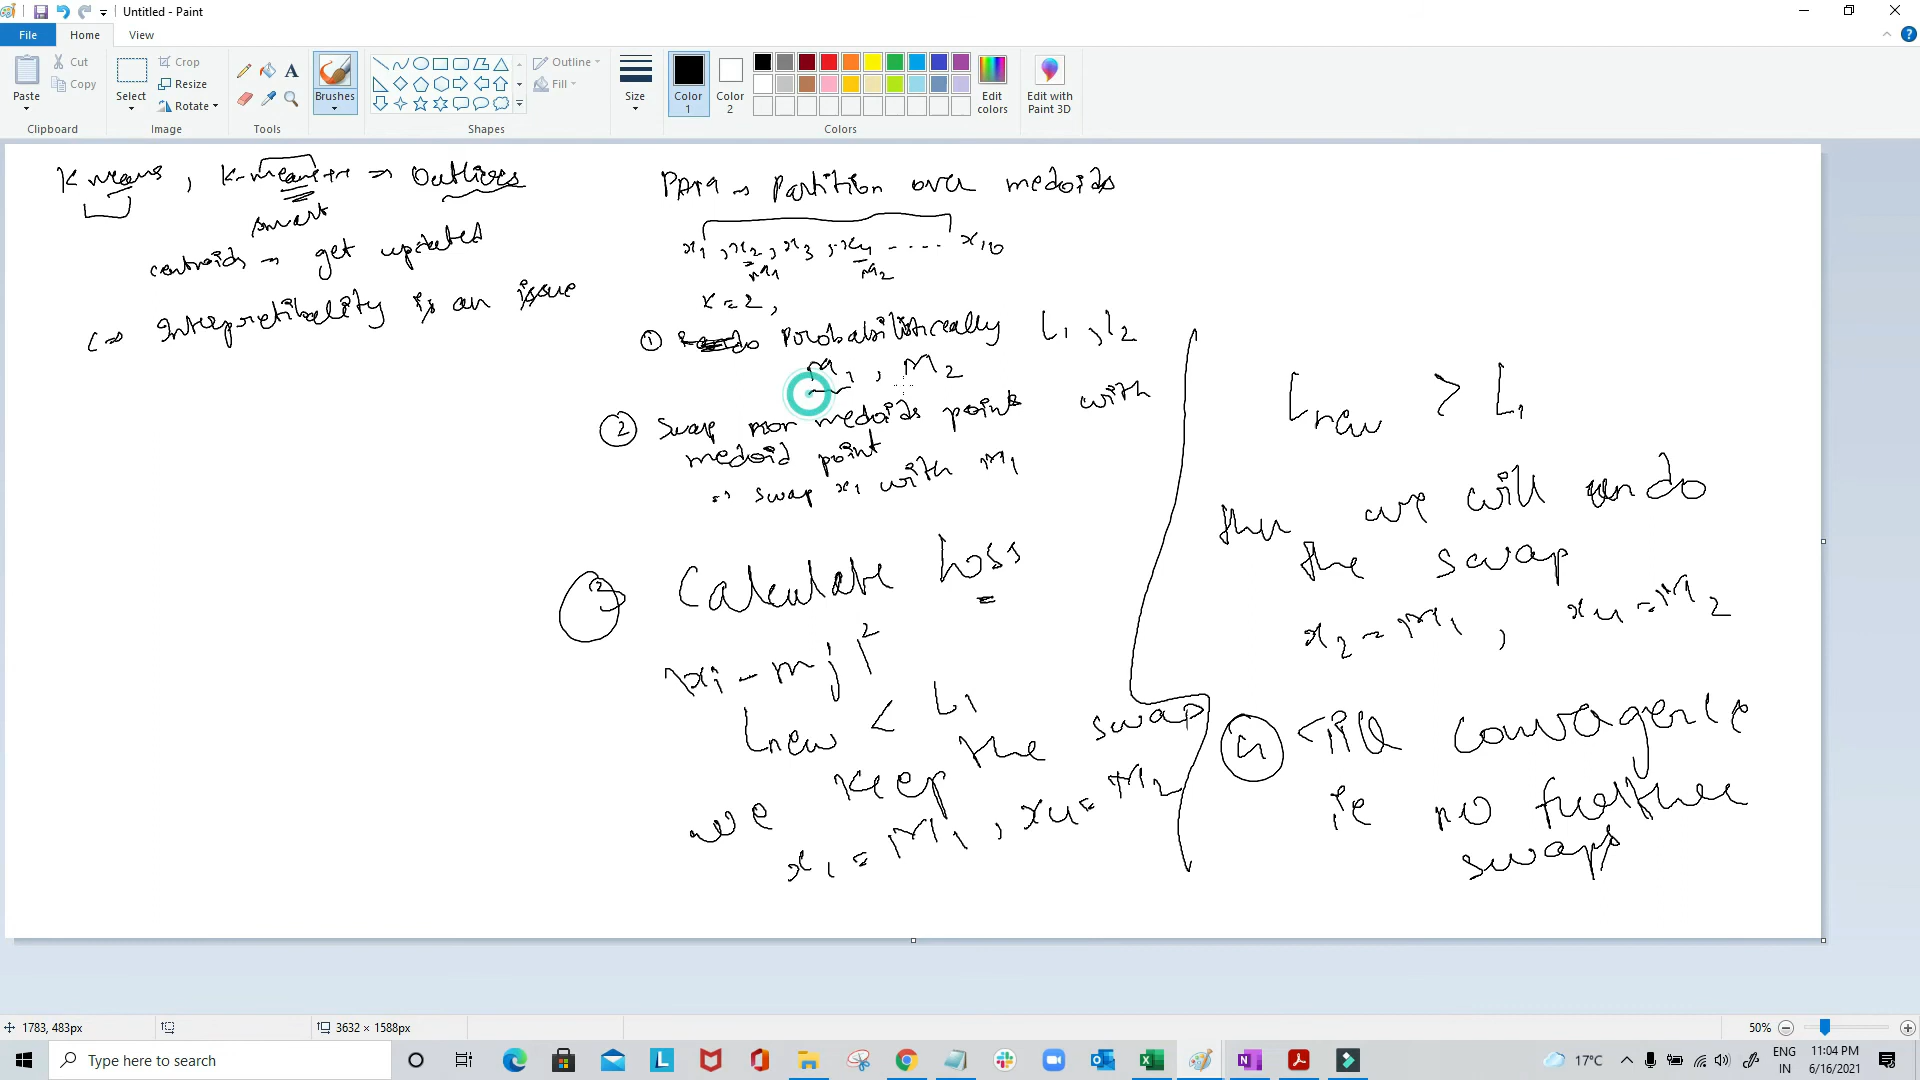 Untitled - Paint
File Home View
Cut
Copy
Paste
Clipboard
Select
Crop
Resize
Rotate
Image
Tools
Brushes
Shapes
Outline
Fill
Size
Color 1
Color 2
Colors
Edit colors
Edit with Paint 3D
K means , K-means++ => Outliers
smart
centroids → get updates
Interpretibality is an issue
PAM → Partition over medoids
x1 , x2 , x3 , x4 .... x10
m1 m2
K = 2,
① Probabilistically L1 , L2
M1 , M2
② Swap non medoids point with
medoid point
=> swap x1 with M1
③ Calculate Loss
|xi - mj|²
Lnew < L1
we keep the swap
x1 = M1 , x4 = M2
Lnew > L1
then we will undo
the swap
x2 = M1 , x4 = M2
④ Till convergence
ie no further
swaps
1783, 483px
3632 × 1588px
50%
Type here to search
17°C
ENG
IN
11:04 PM
6/16/2021